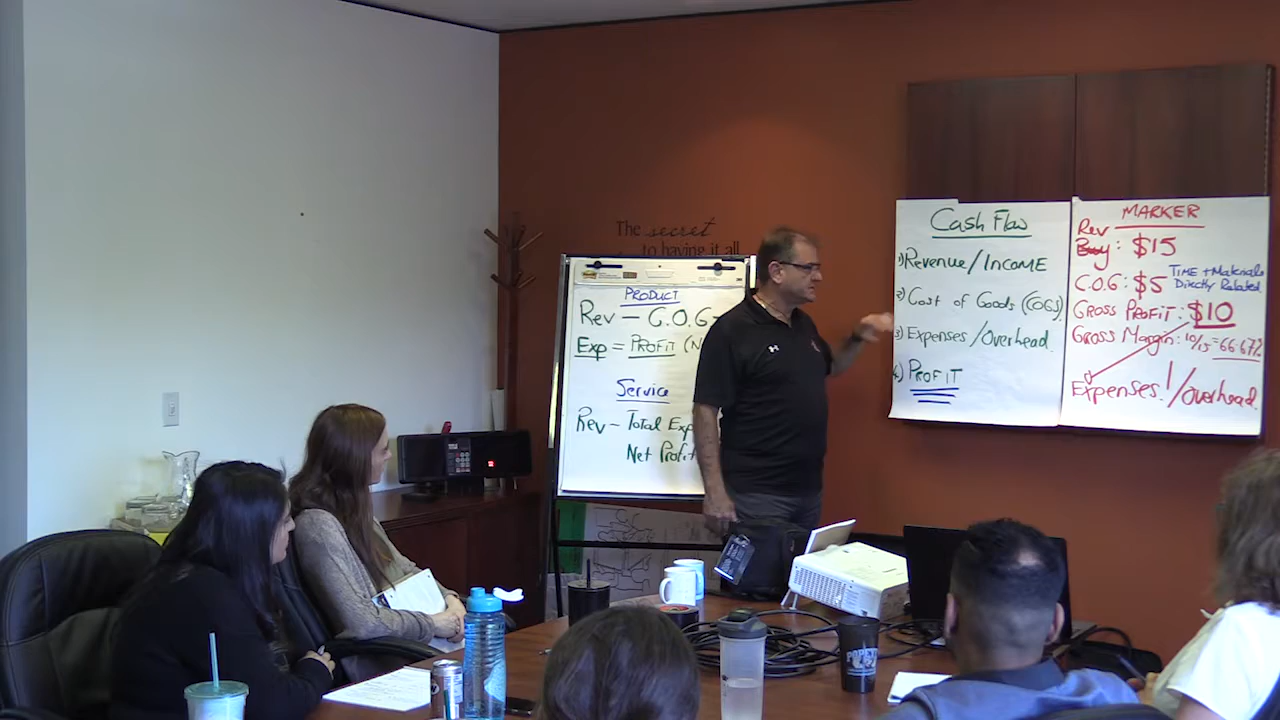 The secret
to having it all
PRODUCT
Rev - C.O.G -
Exp = PROFIT (N
Service
Rev - Total Exp
Net Profit
Cash Flow
1) Revenue/INCOME
2) Cost of Goods (COGS)
3) Expenses/Overhead.
4) PROFIT
MARKER
Rev
Buy: $15
C.O.G: $5 TIME + Materials
Directly Related
GROSS PROFIT: $10
Gross Margin: 10/15 = 66.67%
Expenses!/Overhead.